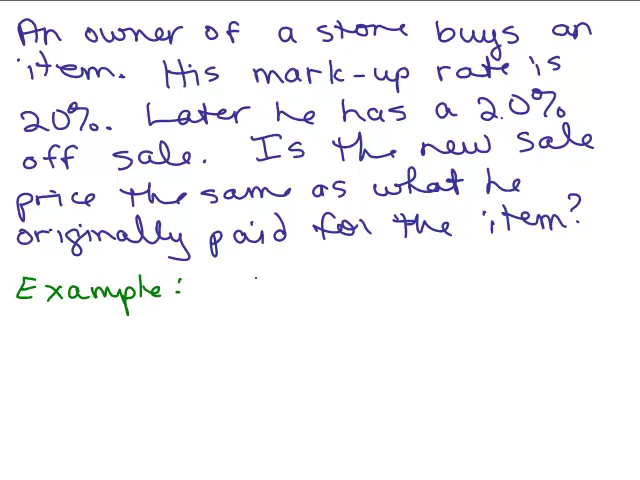 An owner of a store buys an
item. His mark-up rate is
20%. Later he has a 20%
off sale. Is the new sale
price the same as what he
originally paid for the item?
Example: